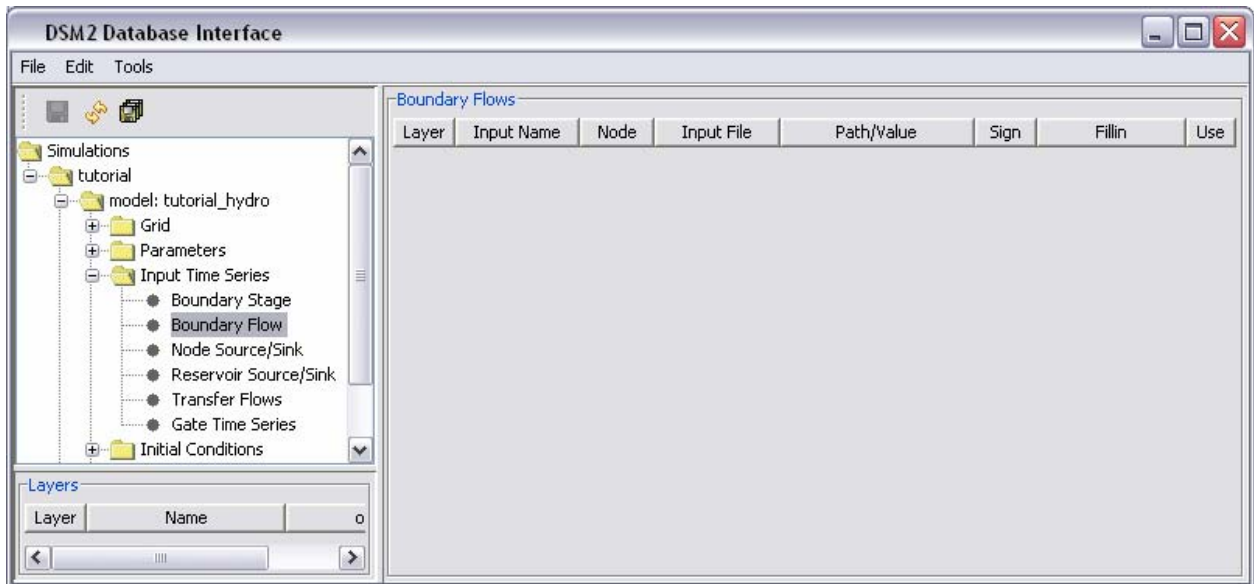 DSM2 Database Interface
File Edit Tools
Simulations
tutorial
model: tutorial_hydro
Grid
Parameters
Input Time Series
Boundary Stage
Boundary Flow
Node Source/Sink
Reservoir Source/Sink
Transfer Flows
Gate Time Series
Initial Conditions
Layers
Layer Name o
Boundary Flows
Layer Input Name Node Input File Path/Value Sign Fillin Use